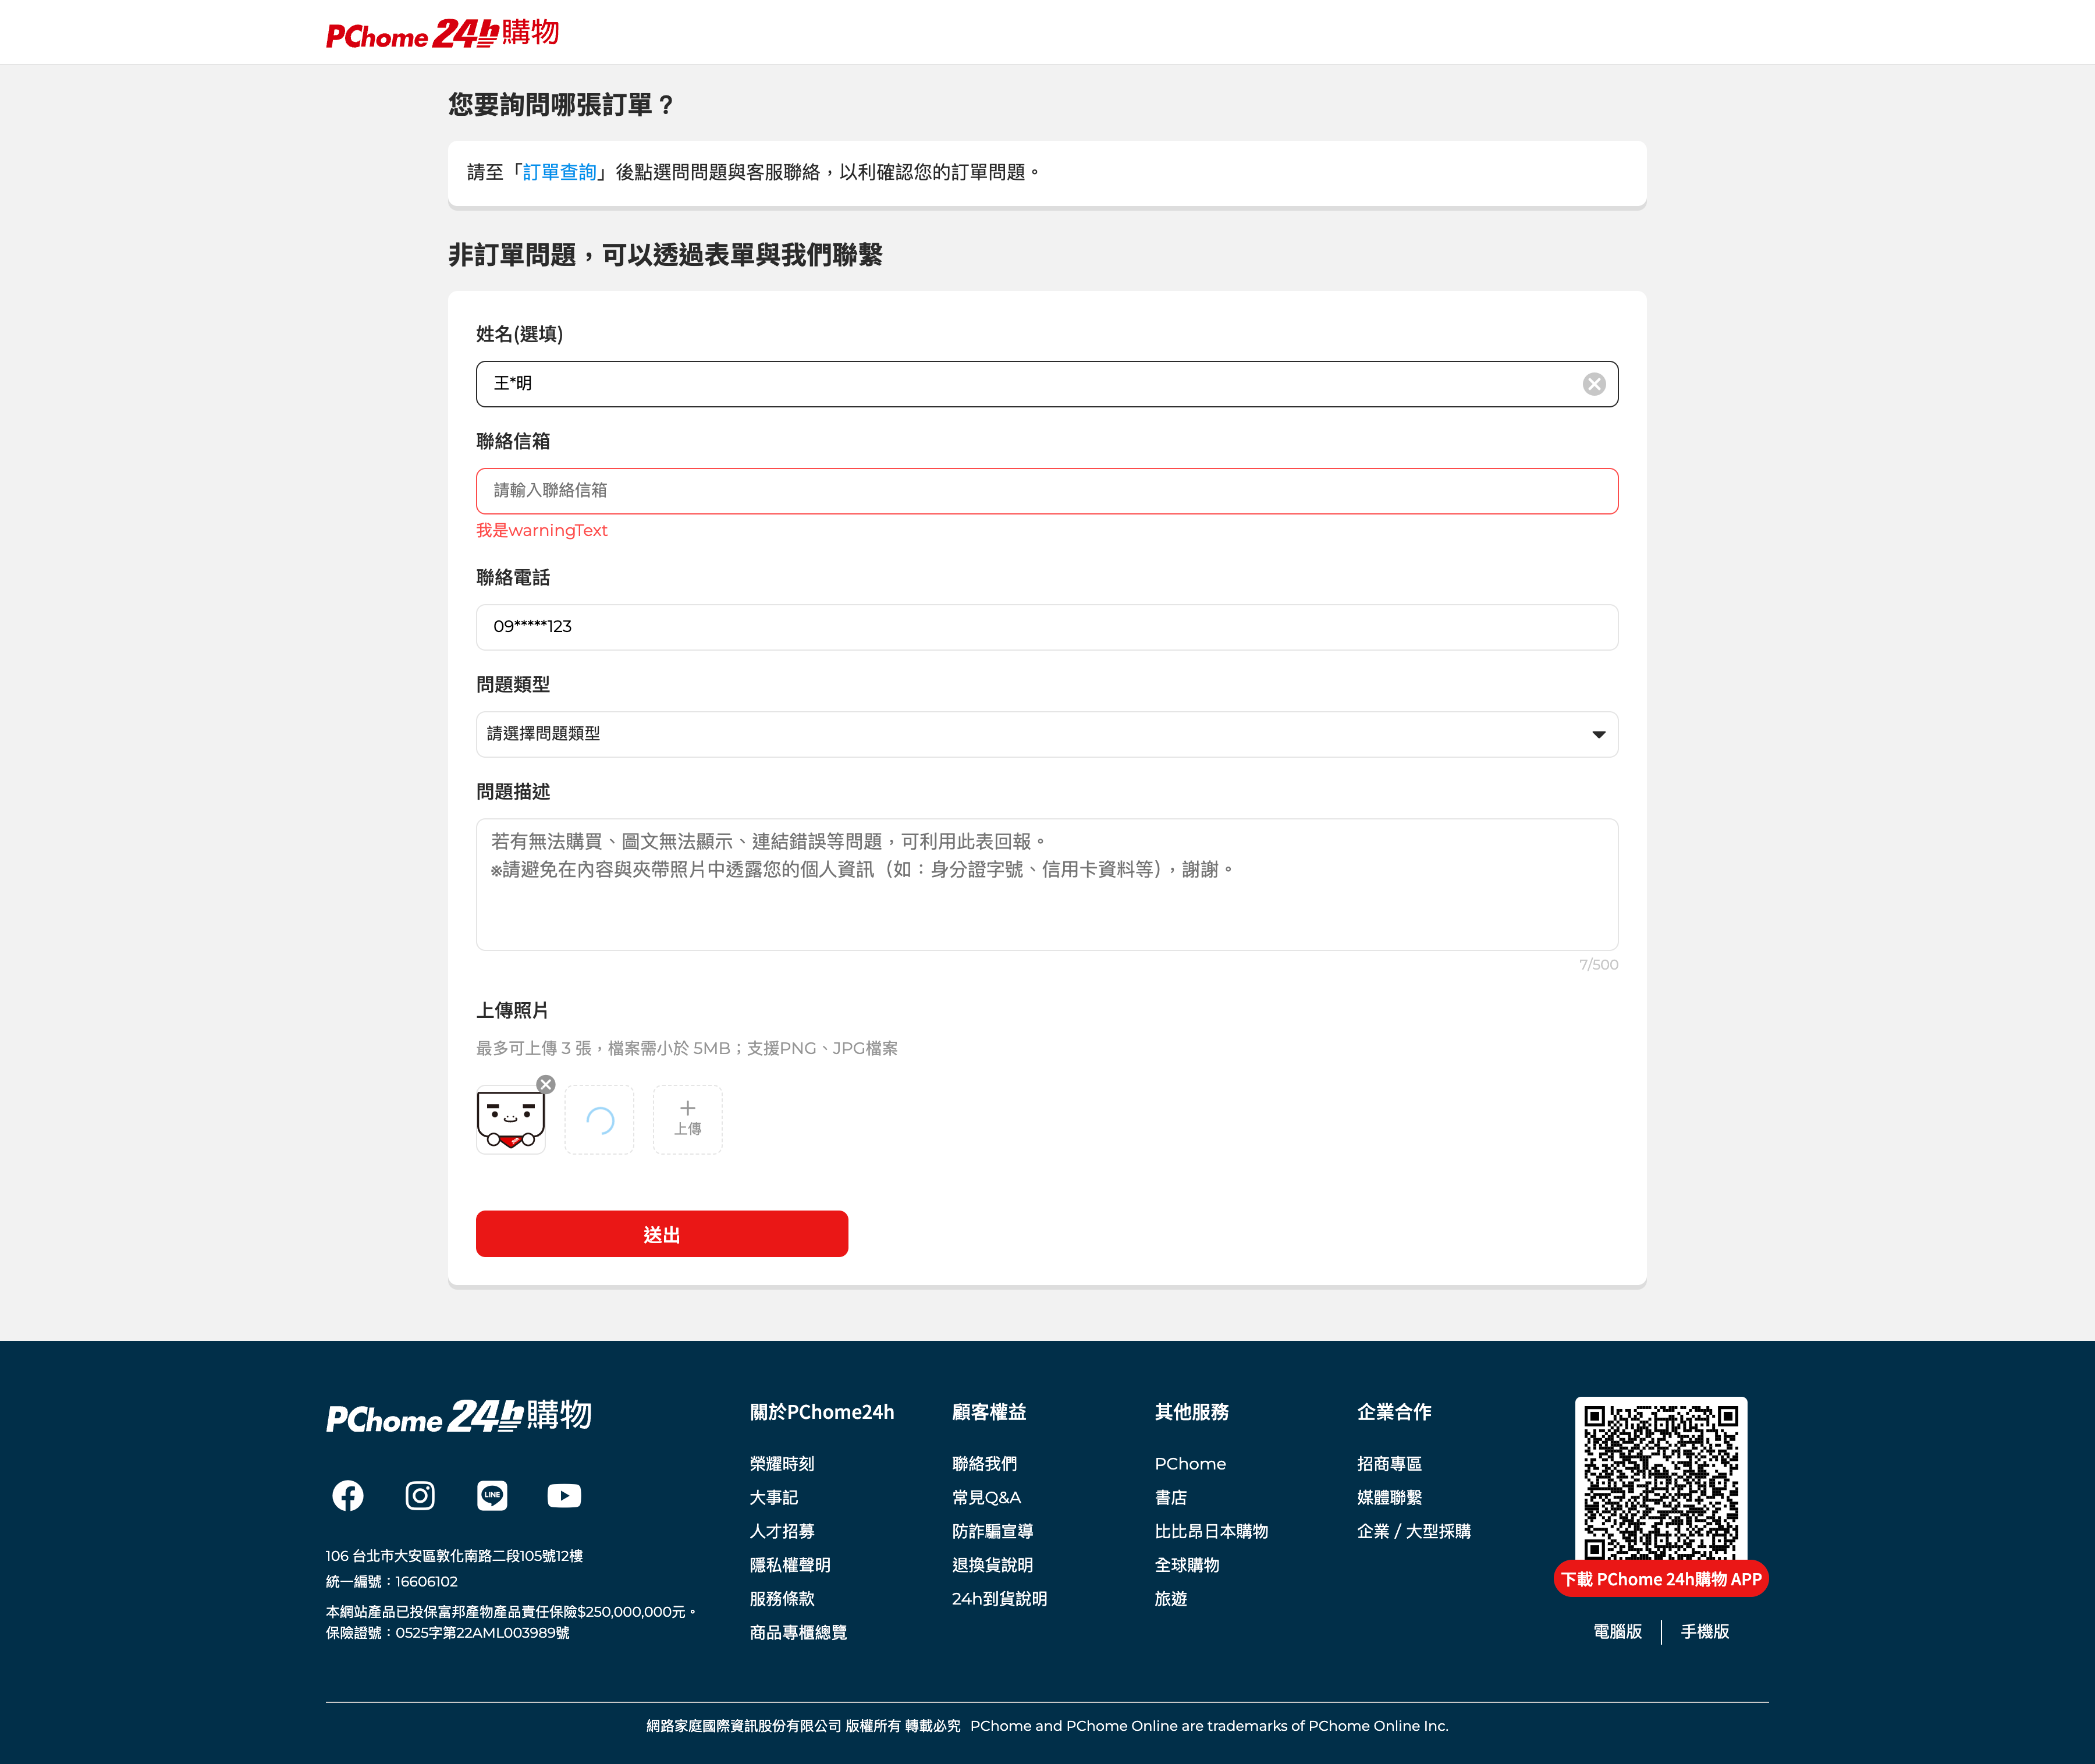 PChome 24h購物
您要詢問哪張訂單？
請至「訂單查詢」後點選問問題與客服聯絡，以利確認您的訂單問題。
非訂單問題，可以透過表單與我們聯繫
姓名(選填)
王*明
聯絡信箱
請輸入聯絡信箱
我是warningText
聯絡電話
09*****123
問題類型
請選擇問題類型
問題描述
若有無法購買、圖文無法顯示、連結錯誤等問題，可利用此表回報。
※請避免在內容與夾帶照片中透露您的個人資訊（如：身分證字號、信用卡資料等），謝謝。
7/500
上傳照片
最多可上傳 3 張，檔案需小於 5MB；支援PNG、JPG檔案
上傳
送出
PChome 24h購物
LINE
106 台北市大安區敦化南路二段105號12樓
統一編號：16606102
本網站產品已投保富邦產物產品責任保險$250,000,000元。
保險證號：0525字第22AML003989號
關於PChome24h
榮耀時刻
大事記
人才招募
隱私權聲明
服務條款
商品專櫃總覽
顧客權益
聯絡我們
常見Q&A
防詐騙宣導
退換貨說明
24h到貨說明
其他服務
PChome
書店
比比昂日本購物
全球購物
旅遊
企業合作
招商專區
媒體聯繫
企業 / 大型採購
下載 PChome 24h購物 APP
電腦版
手機版
網路家庭國際資訊股份有限公司 版權所有 轉載必究 PChome and PChome Online are trademarks of PChome Online Inc.